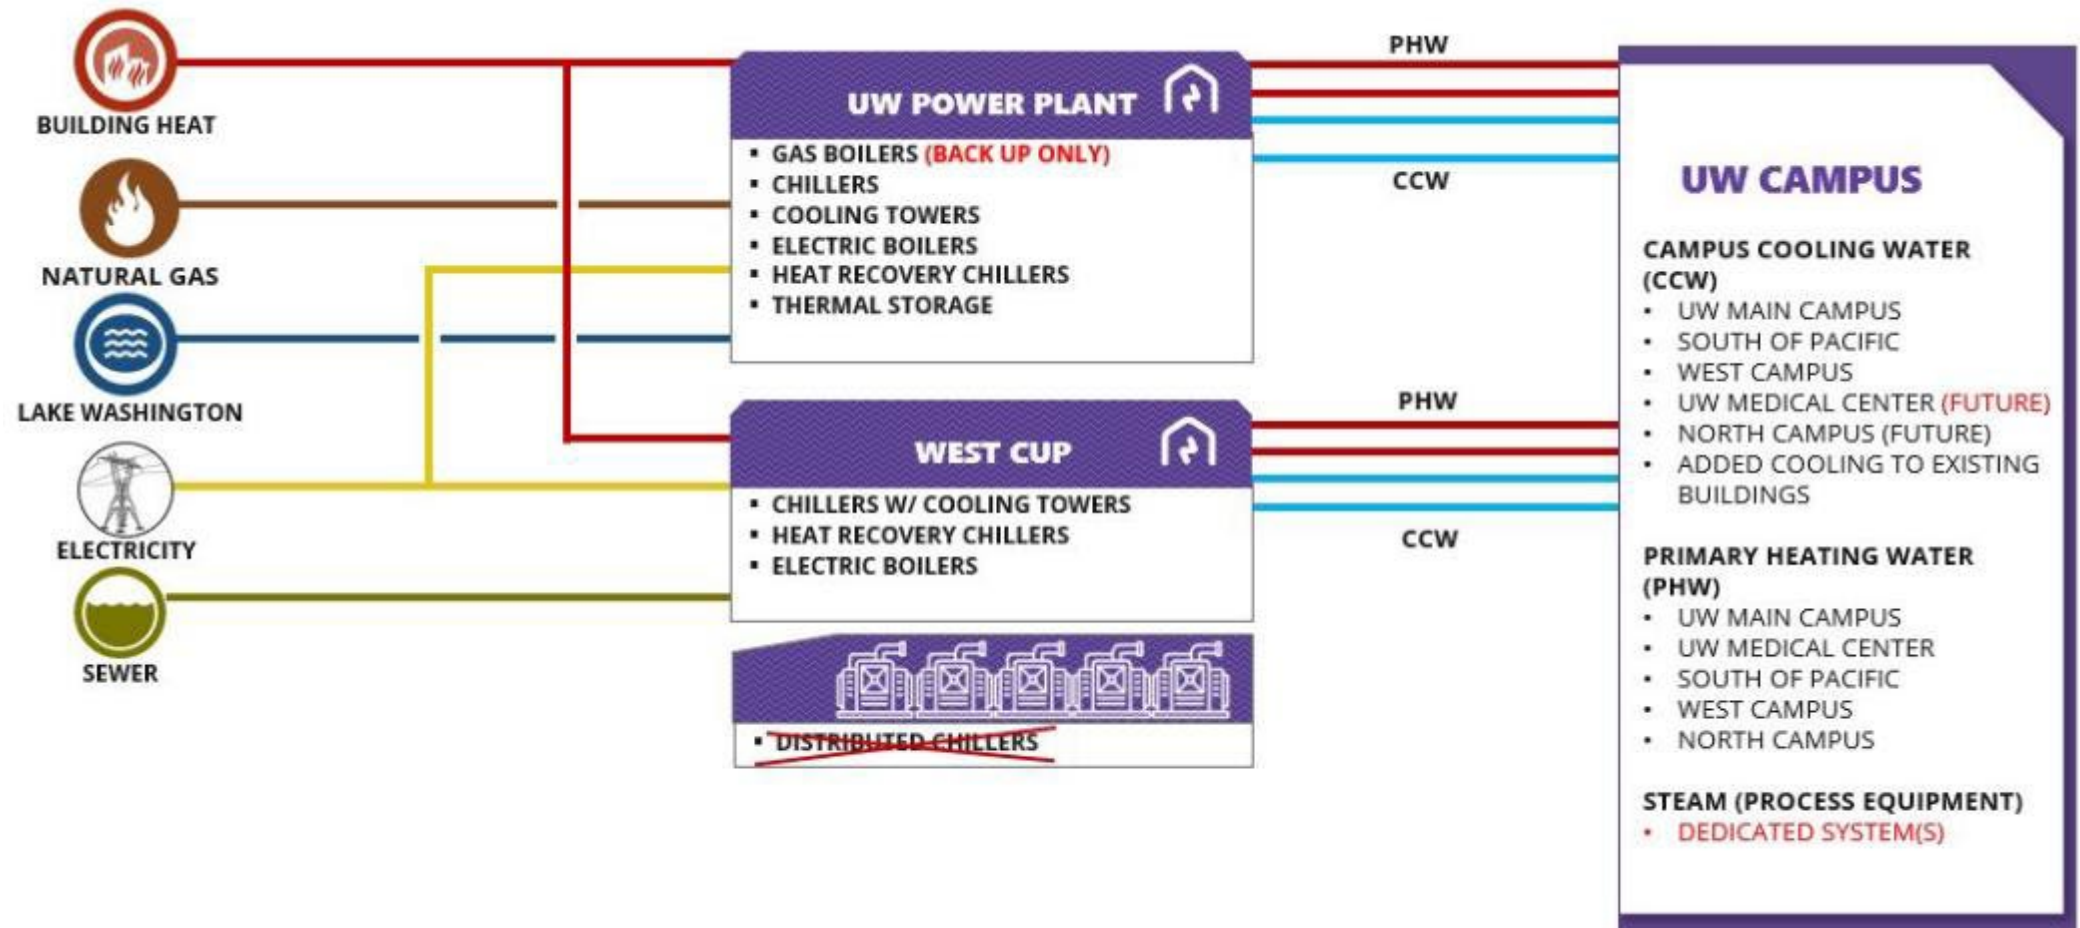 BUILDING HEAT
NATURAL GAS
LAKE WASHINGTON
ELECTRICITY
SEWER
UW POWER PLANT
▪ GAS BOILERS (BACK UP ONLY)
▪ CHILLERS
▪ COOLING TOWERS
▪ ELECTRIC BOILERS
▪ HEAT RECOVERY CHILLERS
▪ THERMAL STORAGE
WEST CUP
▪ CHILLERS W/ COOLING TOWERS
▪ HEAT RECOVERY CHILLERS
▪ ELECTRIC BOILERS
▪ DISTRIBUTED CHILLERS
PHW
CCW
PHW
CCW
UW CAMPUS
CAMPUS COOLING WATER
(CCW)
• UW MAIN CAMPUS
• SOUTH OF PACIFIC
• WEST CAMPUS
• UW MEDICAL CENTER (FUTURE)
• NORTH CAMPUS (FUTURE)
• ADDED COOLING TO EXISTING
BUILDINGS
PRIMARY HEATING WATER
(PHW)
• UW MAIN CAMPUS
• UW MEDICAL CENTER
• SOUTH OF PACIFIC
• WEST CAMPUS
• NORTH CAMPUS
STEAM (PROCESS EQUIPMENT)
• DEDICATED SYSTEM(S)